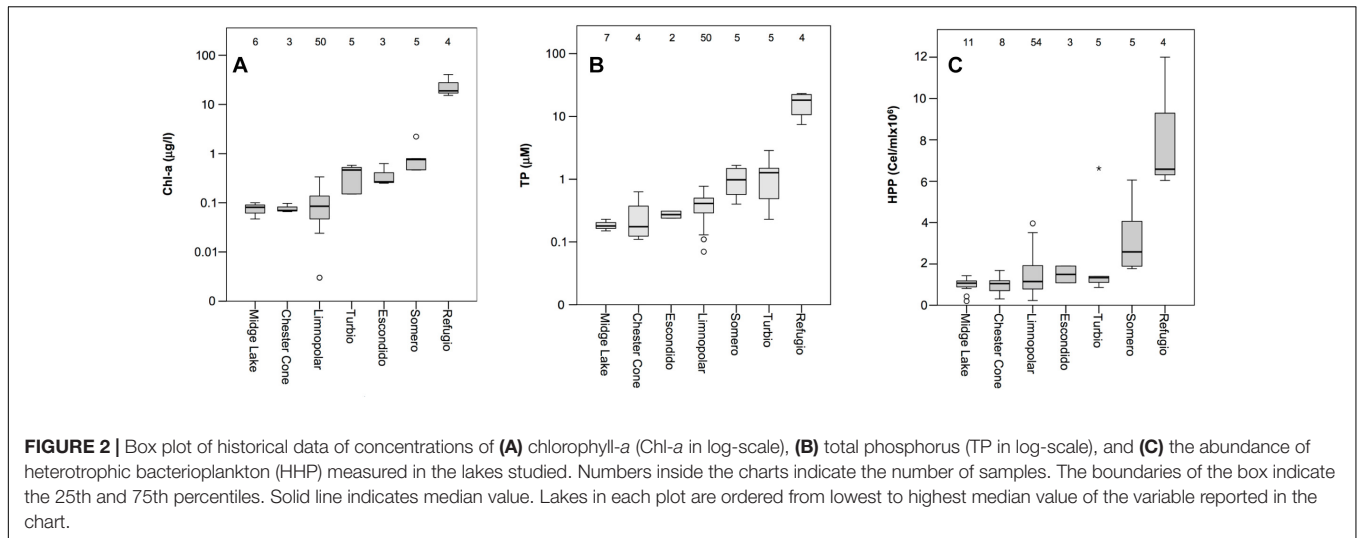 6 3 50 5 3 5 4
A
100
10
1
0.1
0.01
0
Chl-a (µg/l)
Midge Lake
Chester Cone
Limnopolar
Turbio
Escondido
Somero
Refugio
7 4 2 50 5 5 4
B
100
10
1
0.1
0
TP (µM)
Midge Lake
Chester Cone
Escondido
Limnopolar
Somero
Turbio
Refugio
11 8 54 3 5 5 4
C
12
10
8
6
4
2
0
HPP (Cel/mlx10⁶)
Midge Lake
Chester Cone
Limnopolar
Escondido
Turbio
Somero
Refugio
FIGURE 2 | Box plot of historical data of concentrations of (A) chlorophyll-a (Chl-a in log-scale), (B) total phosphorus (TP in log-scale), and (C) the abundance of
heterotrophic bacterioplankton (HHP) measured in the lakes studied. Numbers inside the charts indicate the number of samples. The boundaries of the box indicate
the 25th and 75th percentiles. Solid line indicates median value. Lakes in each plot are ordered from lowest to highest median value of the variable reported in the
chart.